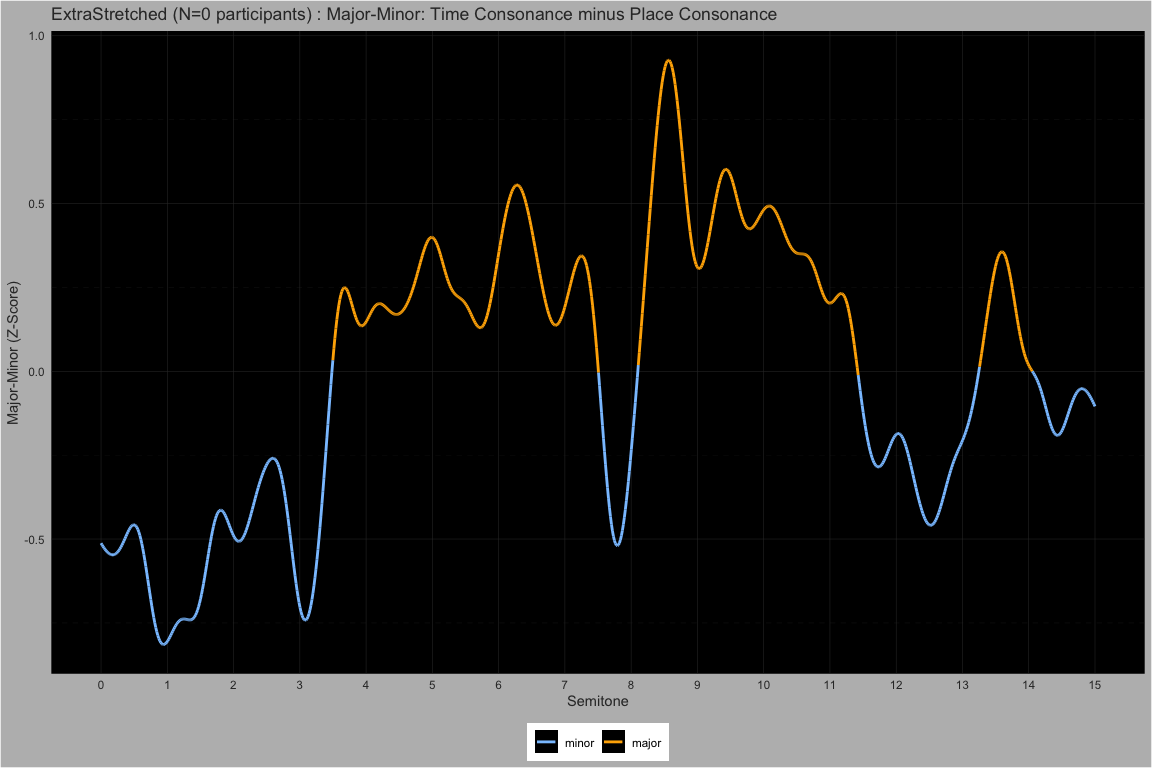 ExtraStretched (N=0 participants) : Major-Minor: Time Consonance minus Place Consonance
1.0
0.5
0.0
-0.5
Major-Minor (Z-Score)
0 1 2 3 4 5 6 7 8 9 10 11 12 13 14 15
Semitone
minor major